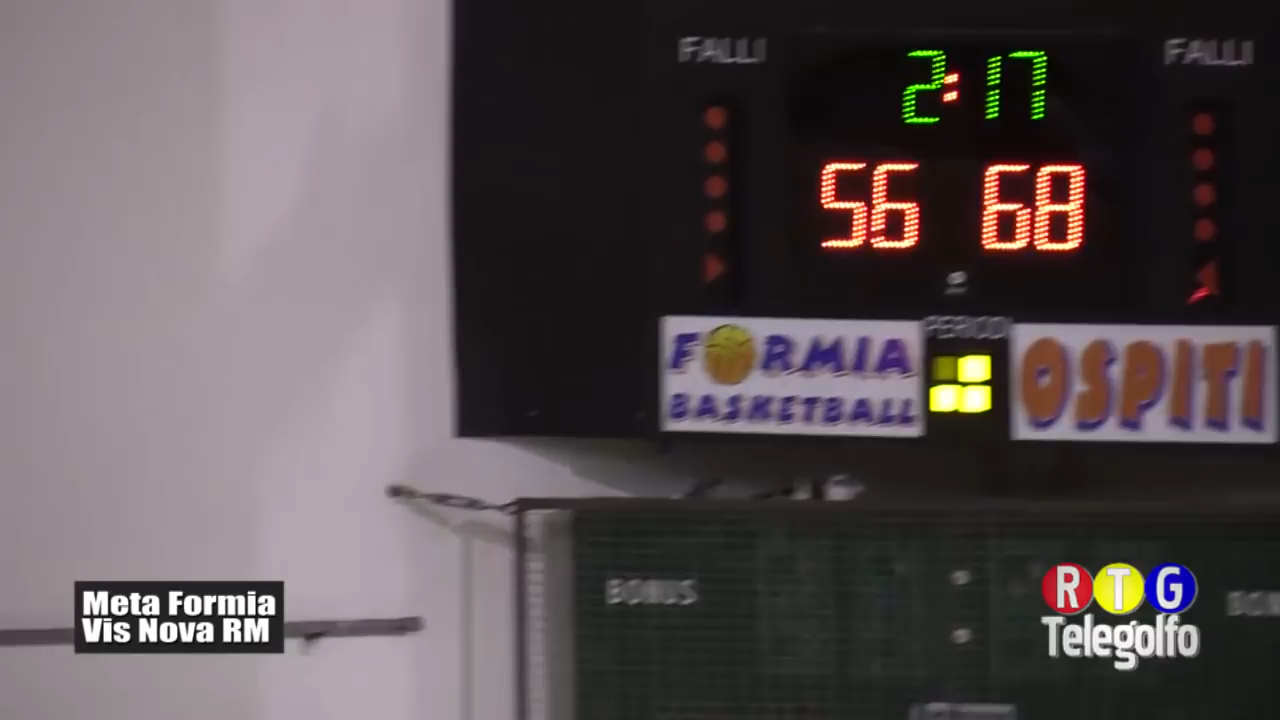 FALLI
2:17
FALLI
56 68
FORMIA
BASKETBALL
PERIODI
OSPITI
BONUS
Meta Formia
Vis Nova RM
RTG
Telegolfo